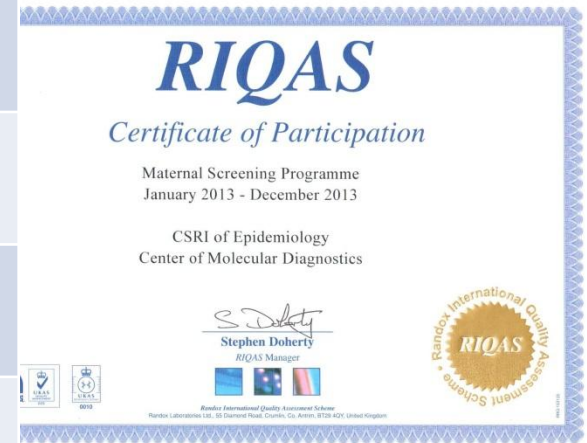 RIQAS
Certificate of Participation
Maternal Screening Programme
January 2013 - December 2013
CSRI of Epidemiology
Center of Molecular Diagnostics
Stephen Doherty
RIQAS Manager
Randox International Quality Assessment Scheme
Randox Laboratories Ltd., 55 Diamond Road, Crumlin, Co. Antrim, BT29 4QY, United Kingdom
UKAS
UKAS
0010
Randox International Quality Assessment Scheme
RIQAS